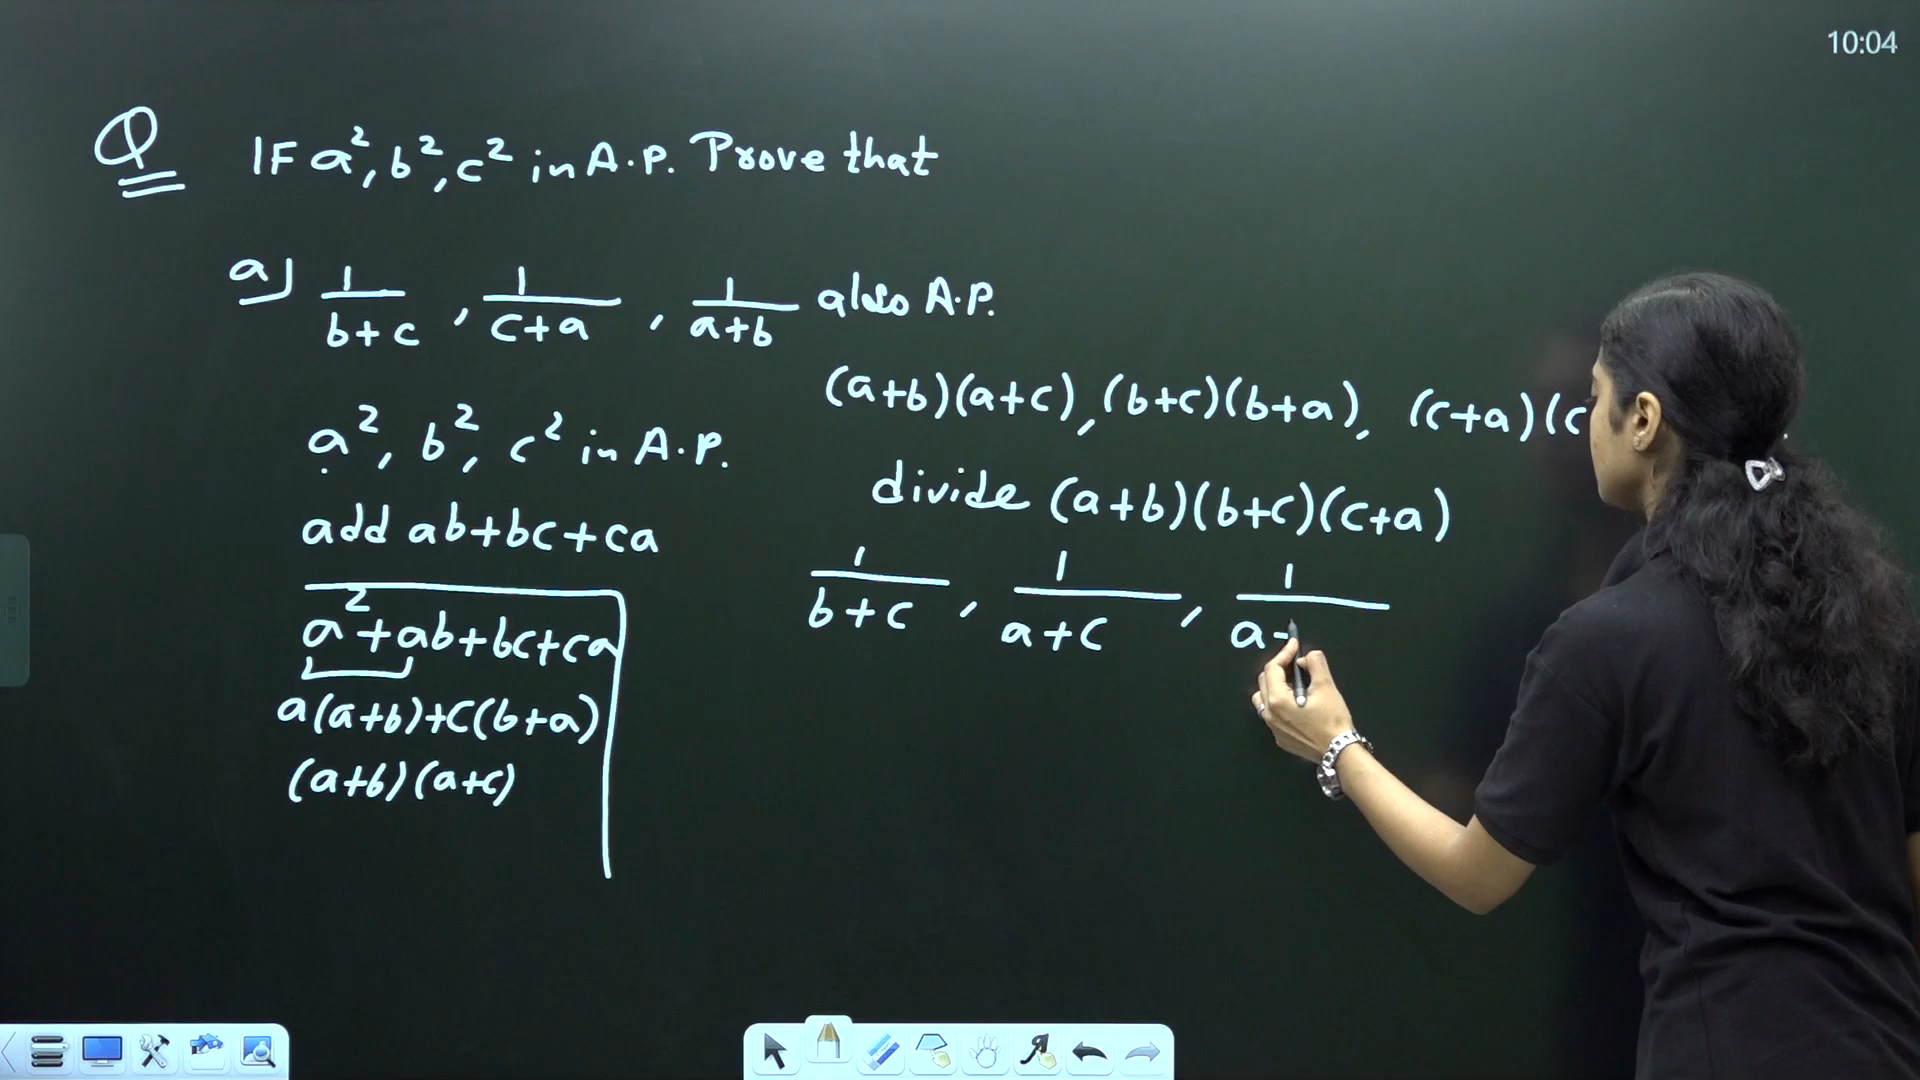 10:04
Q IF a², b², c² in A.P. Prove that
a) 1/(b+c), 1/(c+a), 1/(a+b) also A.P.
a², b², c² in A.P.
add ab+bc+ca
a²+ab+bc+ca
a(a+b)+c(b+a)
(a+b)(a+c)
(a+b)(a+c), (b+c)(b+a), (c+a)(c
divide (a+b)(b+c)(c+a)
1/(b+c), 1/(a+c), 1/(a+